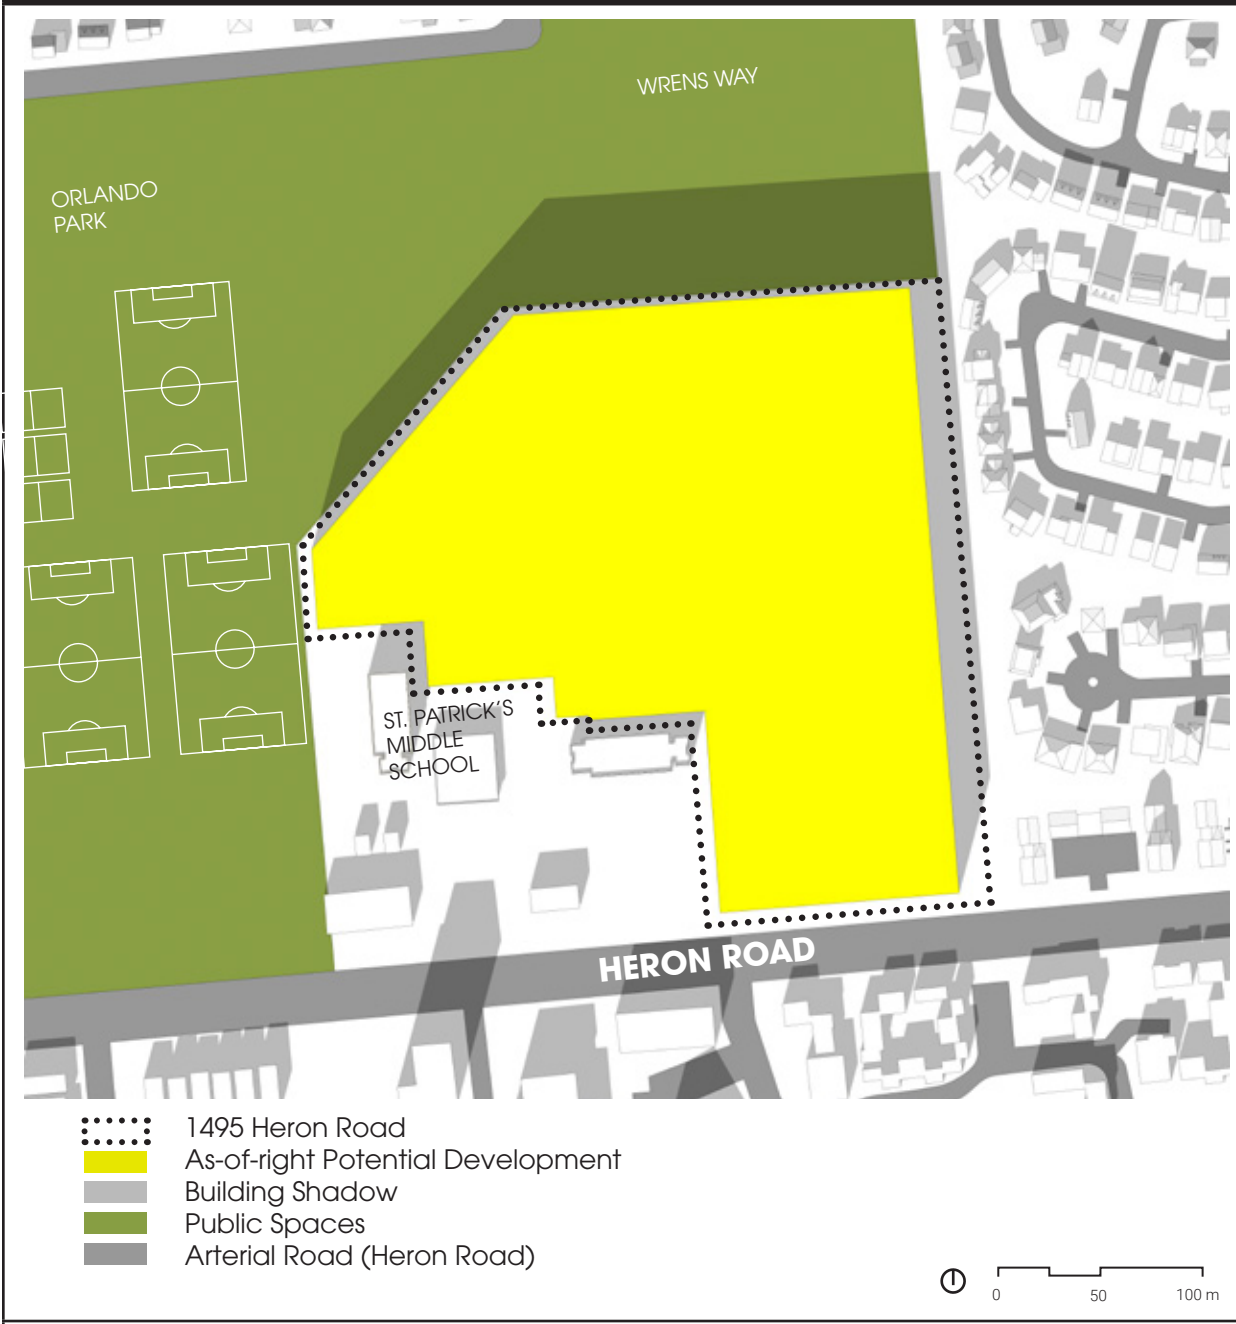 WRENS WAY
ORLANDO
PARK
ST. PATRICK'S
MIDDLE
SCHOOL
HERON ROAD
1495 Heron Road
As-of-right Potential Development
Building Shadow
Public Spaces
Arterial Road (Heron Road)
0 50 100 m